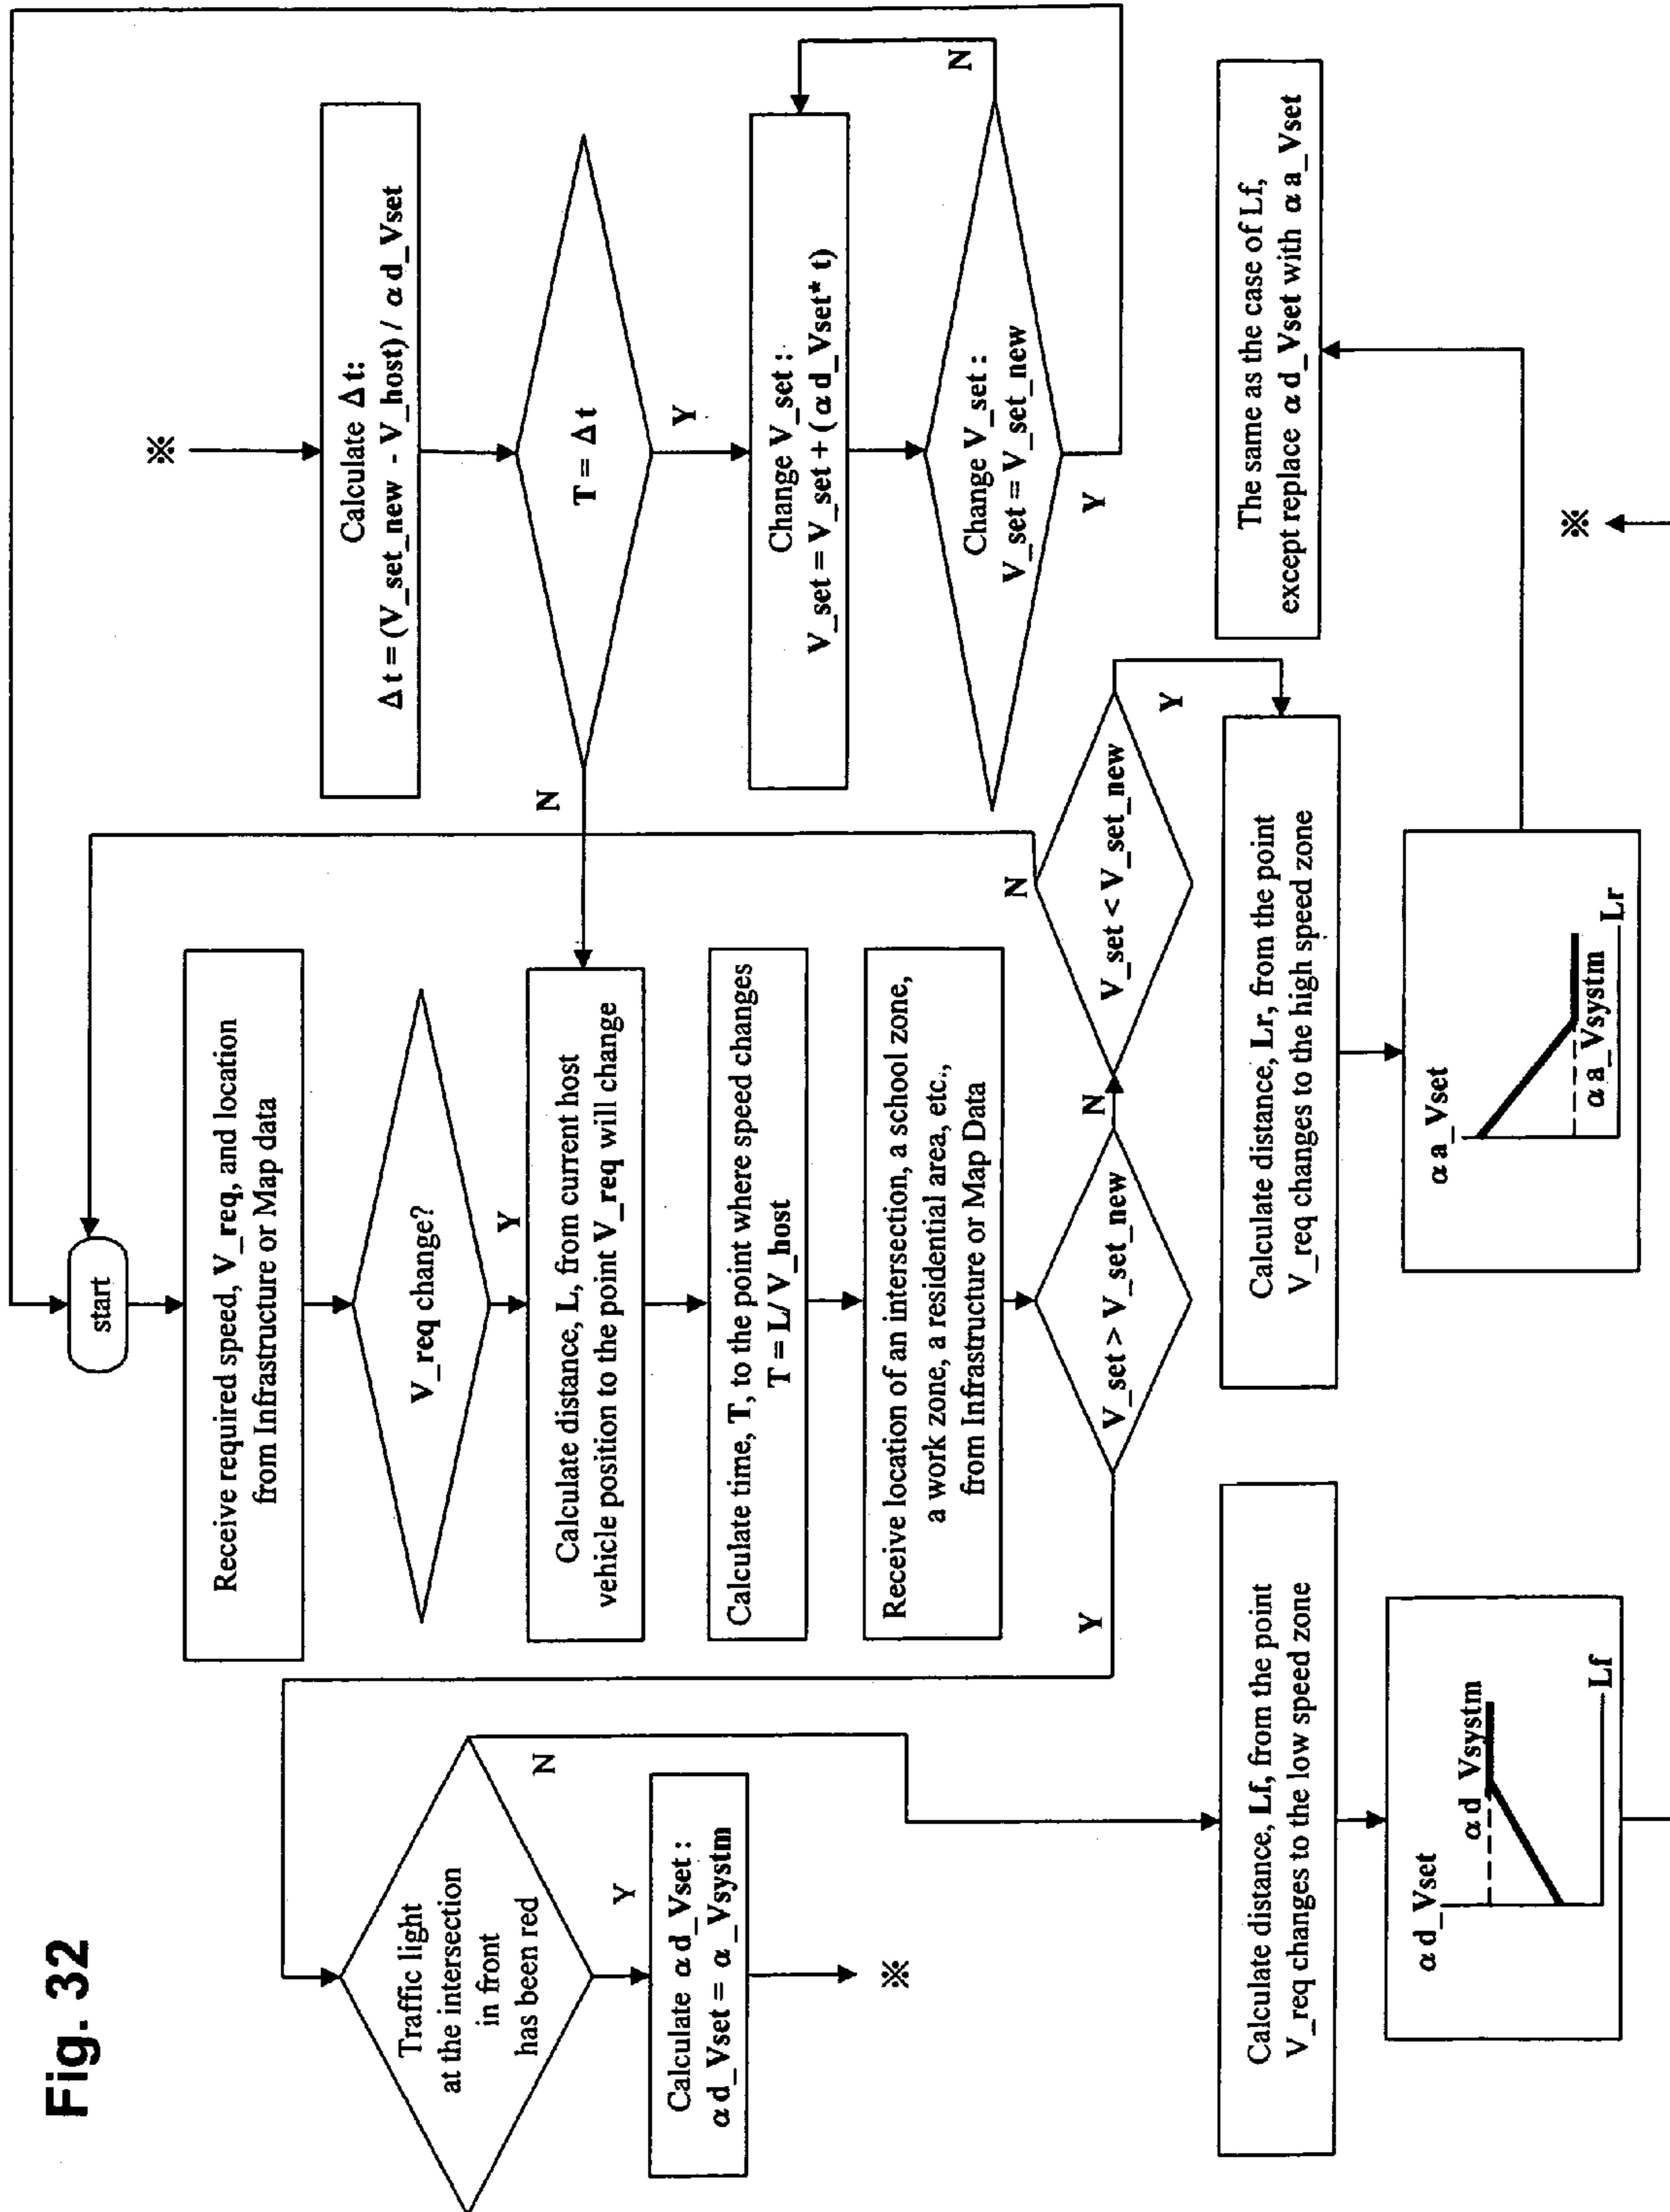 Fig. 32
start
Receive required speed, V_req, and location
from Infrastructure or Map data
V_req change?
Y
Calculate distance, L, from current host
vehicle position to the point V_req will change
Calculate time, T, to the point where speed changes
T = L/ V_host
Receive location of an intersection, a school zone,
a work zone, a residential area, etc.,
from Infrastructure or Map Data
V_set > V_set_new
Y
N
V_set < V_set_new
N
Y
Traffic light
at the intersection
in front
has been red
N
Y
Calculate α d_Vset :
α d_Vset = α_Vsystm
※
Calculate distance, Lf, from the point
V_req changes to the low speed zone
α d_Vset
α d_Vsystm
Lf
Calculate distance, Lr, from the point
V_req changes to the high speed zone
α a_Vset
α a_Vsystm
Lr
The same as the case of Lf,
except replace α d_Vset with α a_Vset
※
※
Calculate Δ t:
Δ t = (V_set_new - V_host) / α d_Vset
T = Δ t
N
Y
Change V_set :
V_set = V_set + ( α d_Vset* t)
Change V_set :
V_set = V_set_new
N
Y